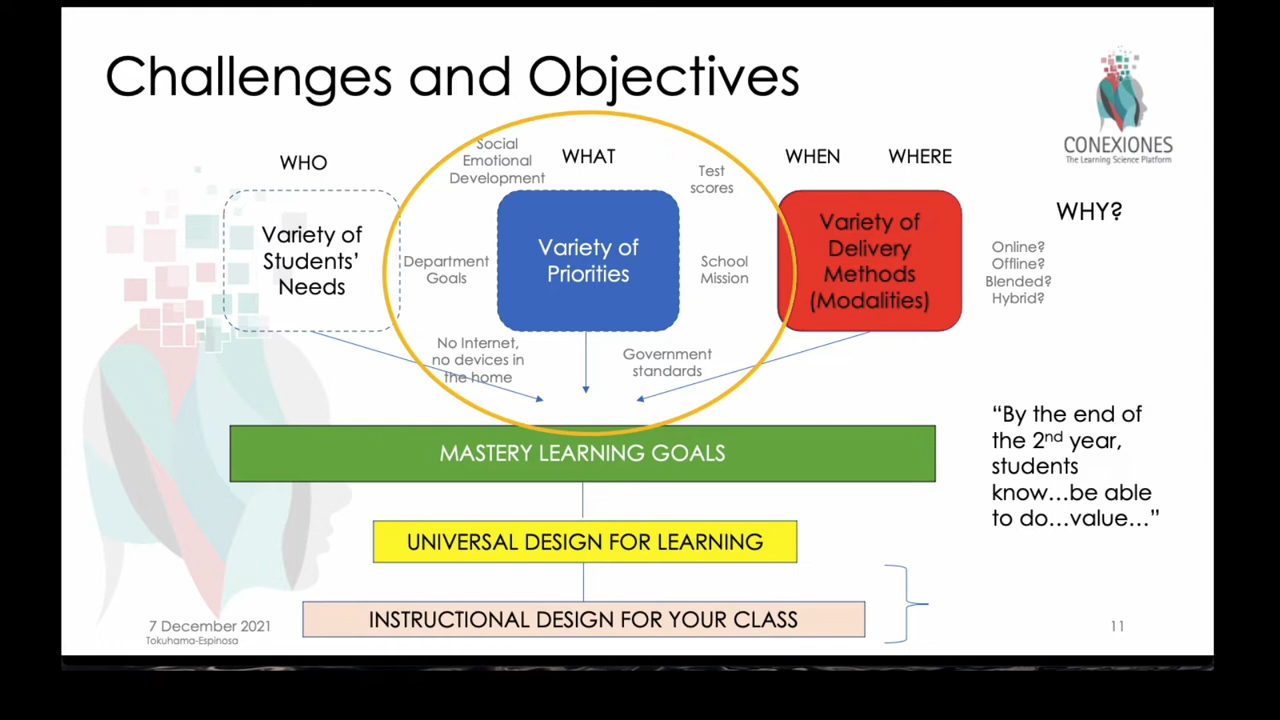 Challenges and Objectives
CONEXIONES
The Learning Science Platform
WHO
Social
Emotional
Development
WHAT
Test
scores
WHEN
WHERE
WHY?
Variety of
Students’
Needs
Department
Goals
Variety of
Priorities
School
Mission
Variety of
Delivery
Methods
(Modalities)
Online?
Offline?
Blended?
Hybrid?
No Internet,
no devices in
the home
Government
standards
MASTERY LEARNING GOALS
“By the end of
the 2nd year,
students
know...be able
to do...value...”
UNIVERSAL DESIGN FOR LEARNING
INSTRUCTIONAL DESIGN FOR YOUR CLASS
7 December 2021
Tokuhama-Espinosa
11